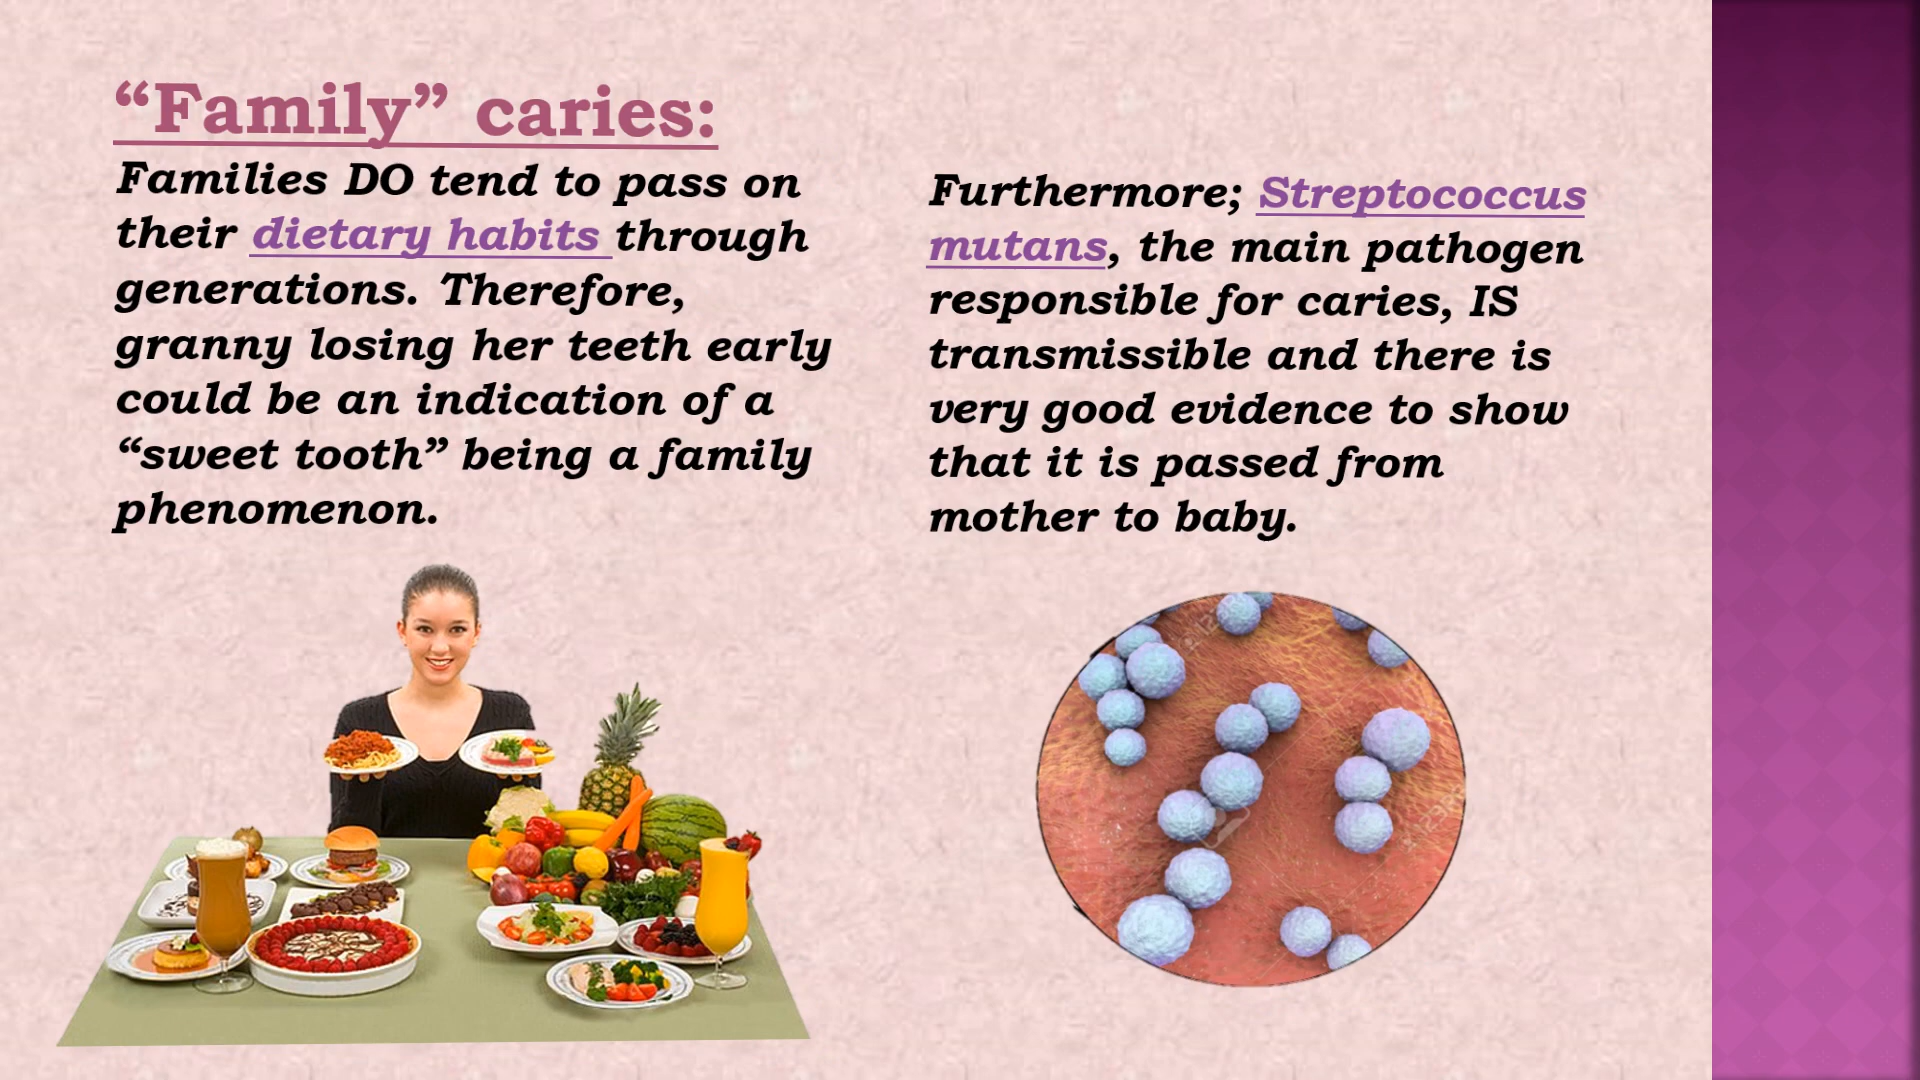 “Family” caries:
Families DO tend to pass on
their dietary habits through
generations. Therefore,
granny losing her teeth early
could be an indication of a
“sweet tooth” being a family
phenomenon.
Furthermore; Streptococcus
mutans, the main pathogen
responsible for caries, IS
transmissible and there is
very good evidence to show
that it is passed from
mother to baby.